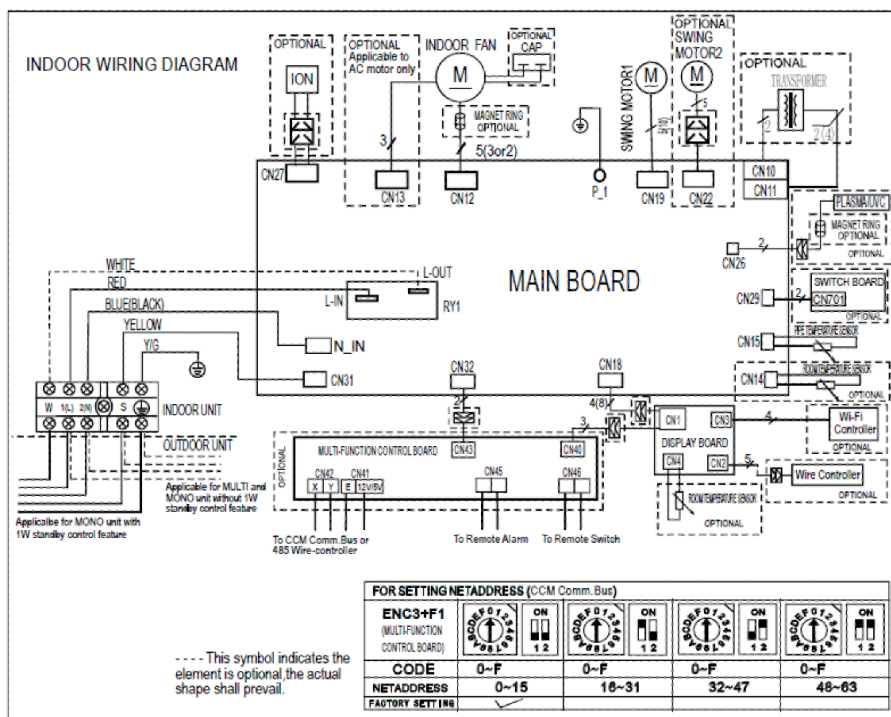 INDOOR WIRING DIAGRAM
OPTIONAL
ION
CN27
OPTIONAL
Applicable to
AC motor only
3
CN13
INDOOR FAN
M
OPTIONAL
CAP
MAGNET RING
OPTIONAL
5(3or2)
CN12
P_1
SWING MOTOR1
M
5(10)
CN19
OPTIONAL
SWING
MOTOR2
M
5
CN22
OPTIONAL
TRANSFORMER
2
2(4)
CN10
CN11
PLASMA/UVC
MAGNET RING
OPTIONAL
OPTIONAL
CN26
2
MAIN BOARD
SWITCH BOARD
CN701
OPTIONAL
CN29
2
PIPE TEMPERATURE SENSOR
CN15
ROOM TEMPERATURE SENSOR
CN14
OPTIONAL
WHITE
L-OUT
RED
L-IN
RY1
BLUE(BLACK)
N_IN
YELLOW
Y/G
CN31
CN32
2
CN18
4(8)
W 1(L) 2(N) S
INDOOR UNIT
OUTDOOR UNIT
Applicable for MULTI and
MONO unit without 1W
standby control feature
Applicalbe for MONO unit with
1W standby control feature
OPTIONAL
MULTI-FUNCTION CONTROL BOARD
CN43
3
CN40
CN42 CN41
X Y E 12V/5V
CN45
CN46
To CCM Comm.Bus or
485 Wire-controller
To Remote Alarm
To Remote Switch
CN1
CN3
DISPLAY BOARD
CN4
CN2
4
Wi-Fi
Controller
OPTIONAL
5
Wire Controller
OPTIONAL
ROOM TEMPERATURE SENSOR
OPTIONAL
---- This symbol indicates the
element is optional,the actual
shape shall prevail.
FOR SETTING NETADDRESS (CCM Comm.Bus)
ENC3+F1
(MULTI-FUNCTION
CONTROL BOARD)
ON
1 2
ON
1 2
ON
1 2
ON
1 2
CODE 0~F 0~F 0~F 0~F
NETADDRESS 0~15 16~31 32~47 48~63
FACTORY SETTING